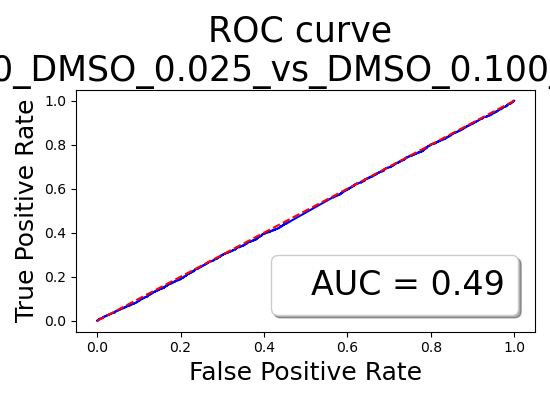 ROC curve
0_DMSO_0.025_vs_DMSO_0.100_
1.0
0.8
0.6
0.4
0.2
0.0
True Positive Rate
AUC = 0.49
0.0 0.2 0.4 0.6 0.8 1.0
False Positive Rate